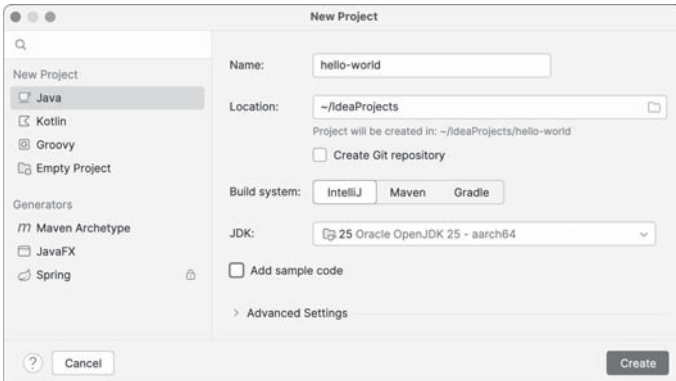 New Project
New Project
Java
Kotlin
Groovy
Empty Project
Generators
Maven Archetype
JavaFX
Spring
Name:
hello-world
Location:
~/IdeaProjects
Project will be created in: ~/IdeaProjects/hello-world
Create Git repository
Build system:
IntelliJ Maven Gradle
JDK:
25 Oracle OpenJDK 25 - aarch64
Add sample code
> Advanced Settings
? Cancel
Create